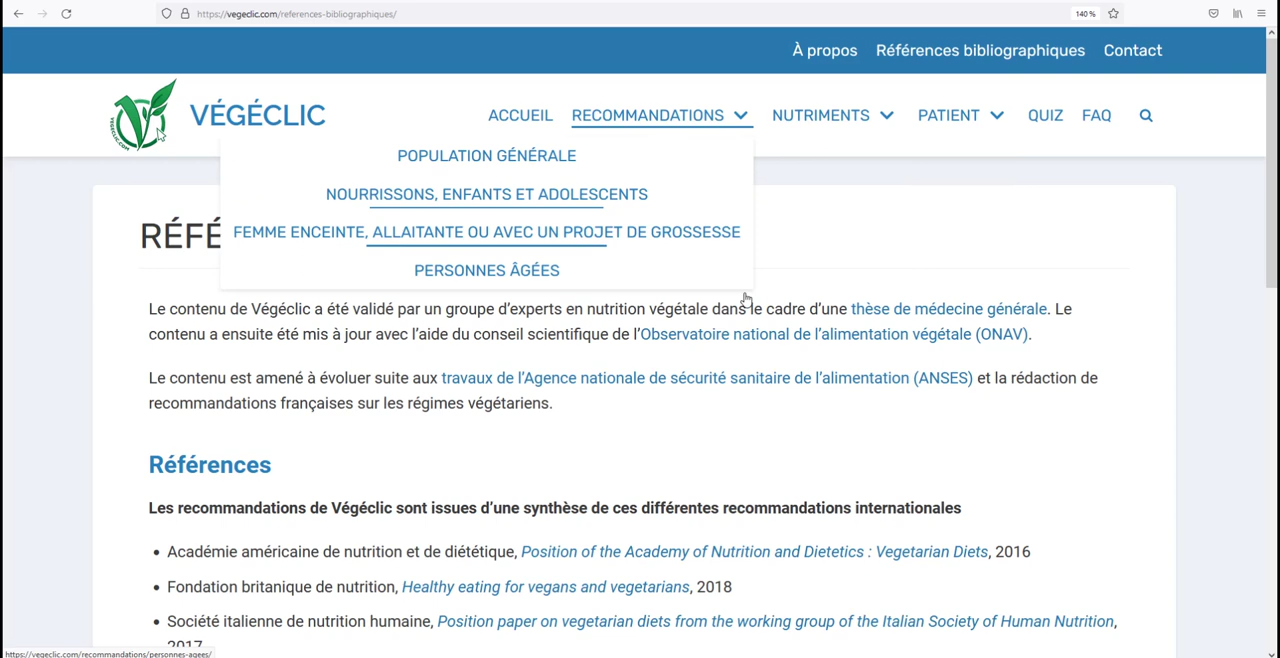 https://vegeclic.com/references-bibliographiques/
140 %
À propos Références bibliographiques Contact
VÉGÉCLIC
ACCUEIL RECOMMANDATIONS NUTRIMENTS PATIENT QUIZ FAQ
POPULATION GÉNÉRALE
NOURRISSONS, ENFANTS ET ADOLESCENTS
FEMME ENCEINTE, ALLAITANTE OU AVEC UN PROJET DE GROSSESSE
PERSONNES ÂGÉES
RÉFÉ
Le contenu de Végéclic a été validé par un groupe d’experts en nutrition végétale dans le cadre d’une thèse de médecine générale. Le
contenu a ensuite été mis à jour avec l’aide du conseil scientifique de l’Observatoire national de l’alimentation végétale (ONAV).
Le contenu est amené à évoluer suite aux travaux de l’Agence nationale de sécurité sanitaire de l’alimentation (ANSES) et la rédaction de
recommandations françaises sur les régimes végétariens.
Références
Les recommandations de Végéclic sont issues d’une synthèse de ces différentes recommandations internationales
• Académie américaine de nutrition et de diététique, Position of the Academy of Nutrition and Dietetics : Vegetarian Diets, 2016
• Fondation britanique de nutrition, Healthy eating for vegans and vegetarians, 2018
• Société italienne de nutrition humaine, Position paper on vegetarian diets from the working group of the Italian Society of Human Nutrition,
2017
https://vegeclic.com/recommandations/personnes-agees/